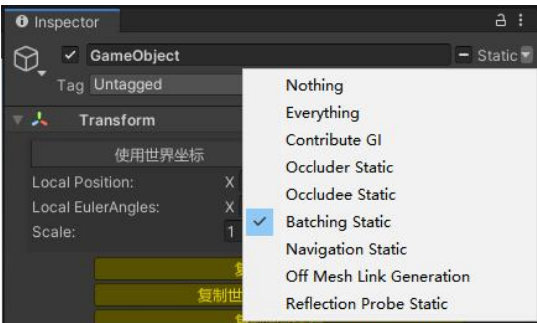 Inspector
GameObject
Static
Tag Untagged
Nothing
Everything
Contribute GI
Occluder Static
Occludee Static
Batching Static
Navigation Static
Off Mesh Link Generation
Reflection Probe Static
Transform
使用世界坐标
Local Position: X
Local EulerAngles: X
Scale: 1
复制世